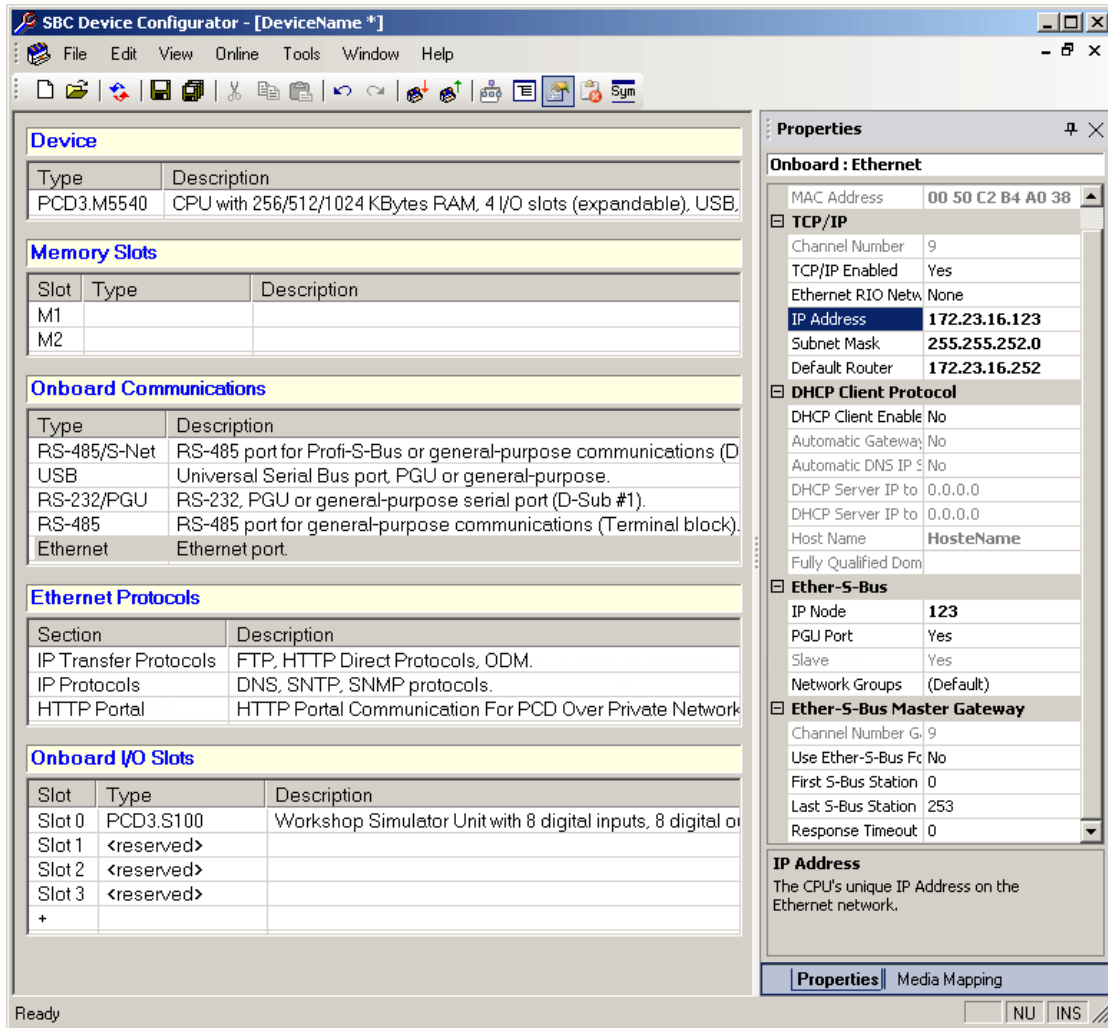 SBC Device Configurator - [DeviceName *]
File Edit View Online Tools Window Help
Sym
Device
Type Description
PCD3.M5540 CPU with 256/512/1024 KBytes RAM, 4 I/O slots (expandable), USB,
Memory Slots
Slot Type Description
M1
M2
Onboard Communications
Type Description
RS-485/S-Net RS-485 port for Profi-S-Bus or general-purpose communications (D
USB Universal Serial Bus port, PGU or general-purpose.
RS-232/PGU RS-232, PGU or general-purpose serial port (D-Sub #1).
RS-485 RS-485 port for general-purpose communications (Terminal block).
Ethernet Ethernet port.
Ethernet Protocols
Section Description
IP Transfer Protocols FTP, HTTP Direct Protocols, ODM.
IP Protocols DNS, SNTP, SNMP protocols.
HTTP Portal HTTP Portal Communication For PCD Over Private Network
Onboard I/O Slots
Slot Type Description
Slot 0 PCD3.S100 Workshop Simulator Unit with 8 digital inputs, 8 digital ou
Slot 1 <reserved>
Slot 2 <reserved>
Slot 3 <reserved>
+
Properties
Onboard : Ethernet
MAC Address 00 50 C2 B4 A0 38
TCP/IP
Channel Number 9
TCP/IP Enabled Yes
Ethernet RIO Netw None
IP Address 172.23.16.123
Subnet Mask 255.255.252.0
Default Router 172.23.16.252
DHCP Client Protocol
DHCP Client Enable No
Automatic Gateway No
Automatic DNS IP S No
DHCP Server IP to 0.0.0.0
DHCP Server IP to 0.0.0.0
Host Name HosteName
Fully Qualified Dom
Ether-S-Bus
IP Node 123
PGU Port Yes
Slave Yes
Network Groups (Default)
Ether-S-Bus Master Gateway
Channel Number G. 9
Use Ether-S-Bus Fo No
First S-Bus Station 0
Last S-Bus Station 253
Response Timeout 0
IP Address
The CPU's unique IP Address on the
Ethernet network.
Properties Media Mapping
Ready NU INS